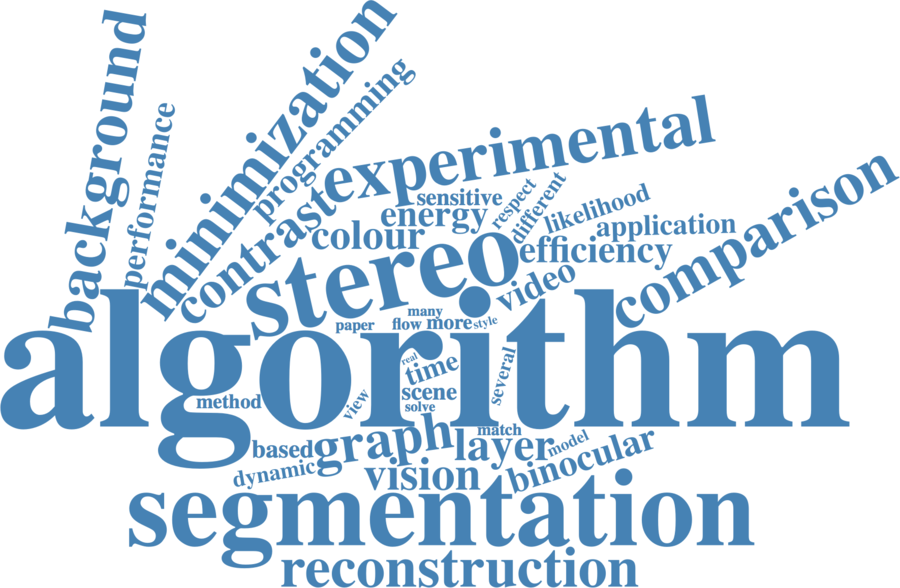 background
performance
minimization
programming
contrast
experimental
sensitive
respect
different
energy
likelihood
application
colour
stereo
efficiency
video
comparison
algorithm
many
paper
flow
more
style
real
time
several
scene
view
solve
method
match
model
based
graph
layer
dynamic
vision
binocular
segmentation
reconstruction